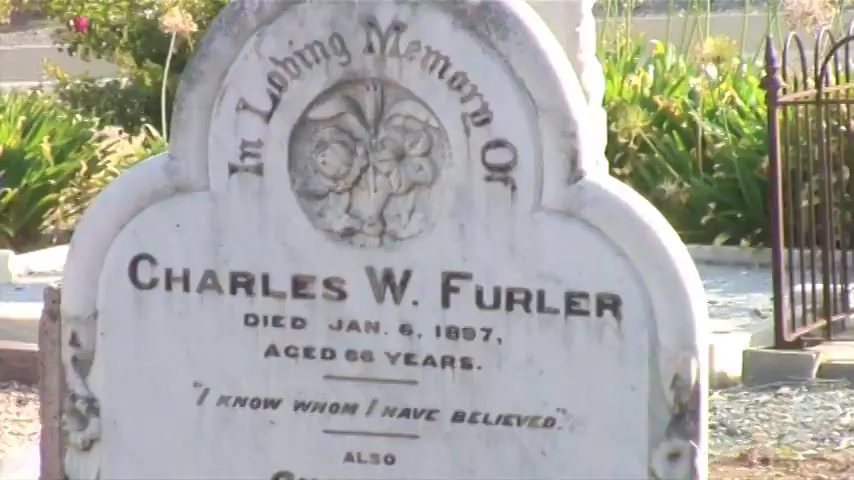 In Loving Memory Of
CHARLES W. FURLER
DIED JAN. 6, 1897,
AGED 66 YEARS.
"I KNOW WHOM I HAVE BELIEVED."
ALSO